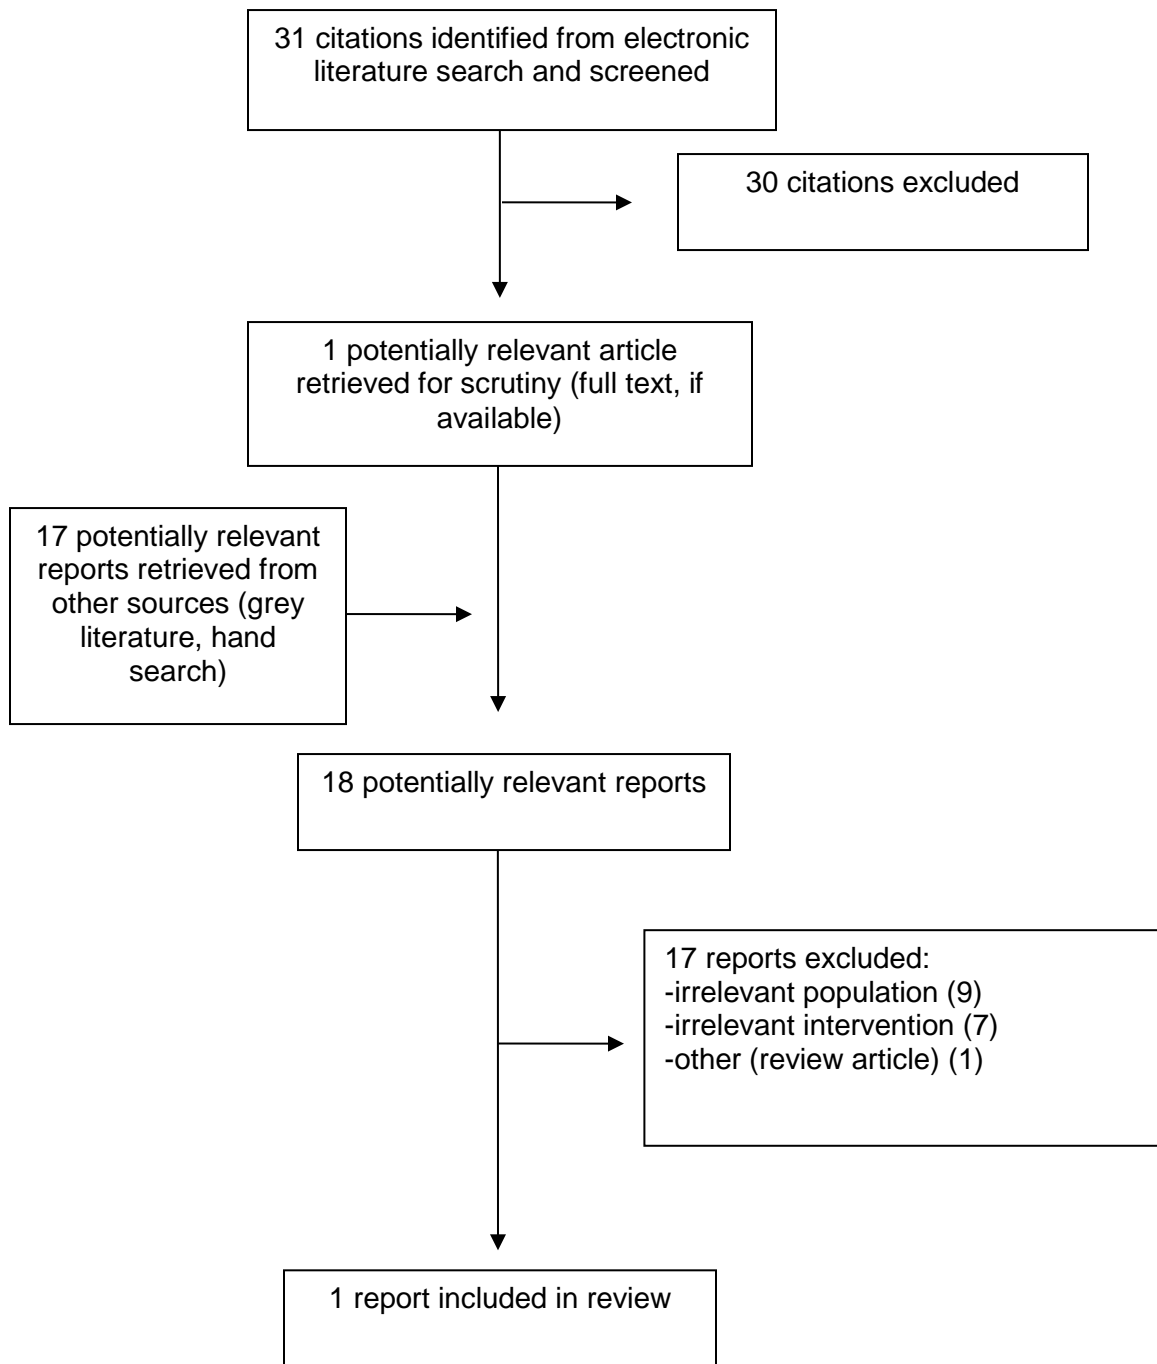 31 citations identified from electronic
literature search and screened
30 citations excluded
1 potentially relevant article
retrieved for scrutiny (full text, if
available)
17 potentially relevant
reports retrieved from
other sources (grey
literature, hand
search)
18 potentially relevant reports
17 reports excluded:
-irrelevant population (9)
-irrelevant intervention (7)
-other (review article) (1)
1 report included in review